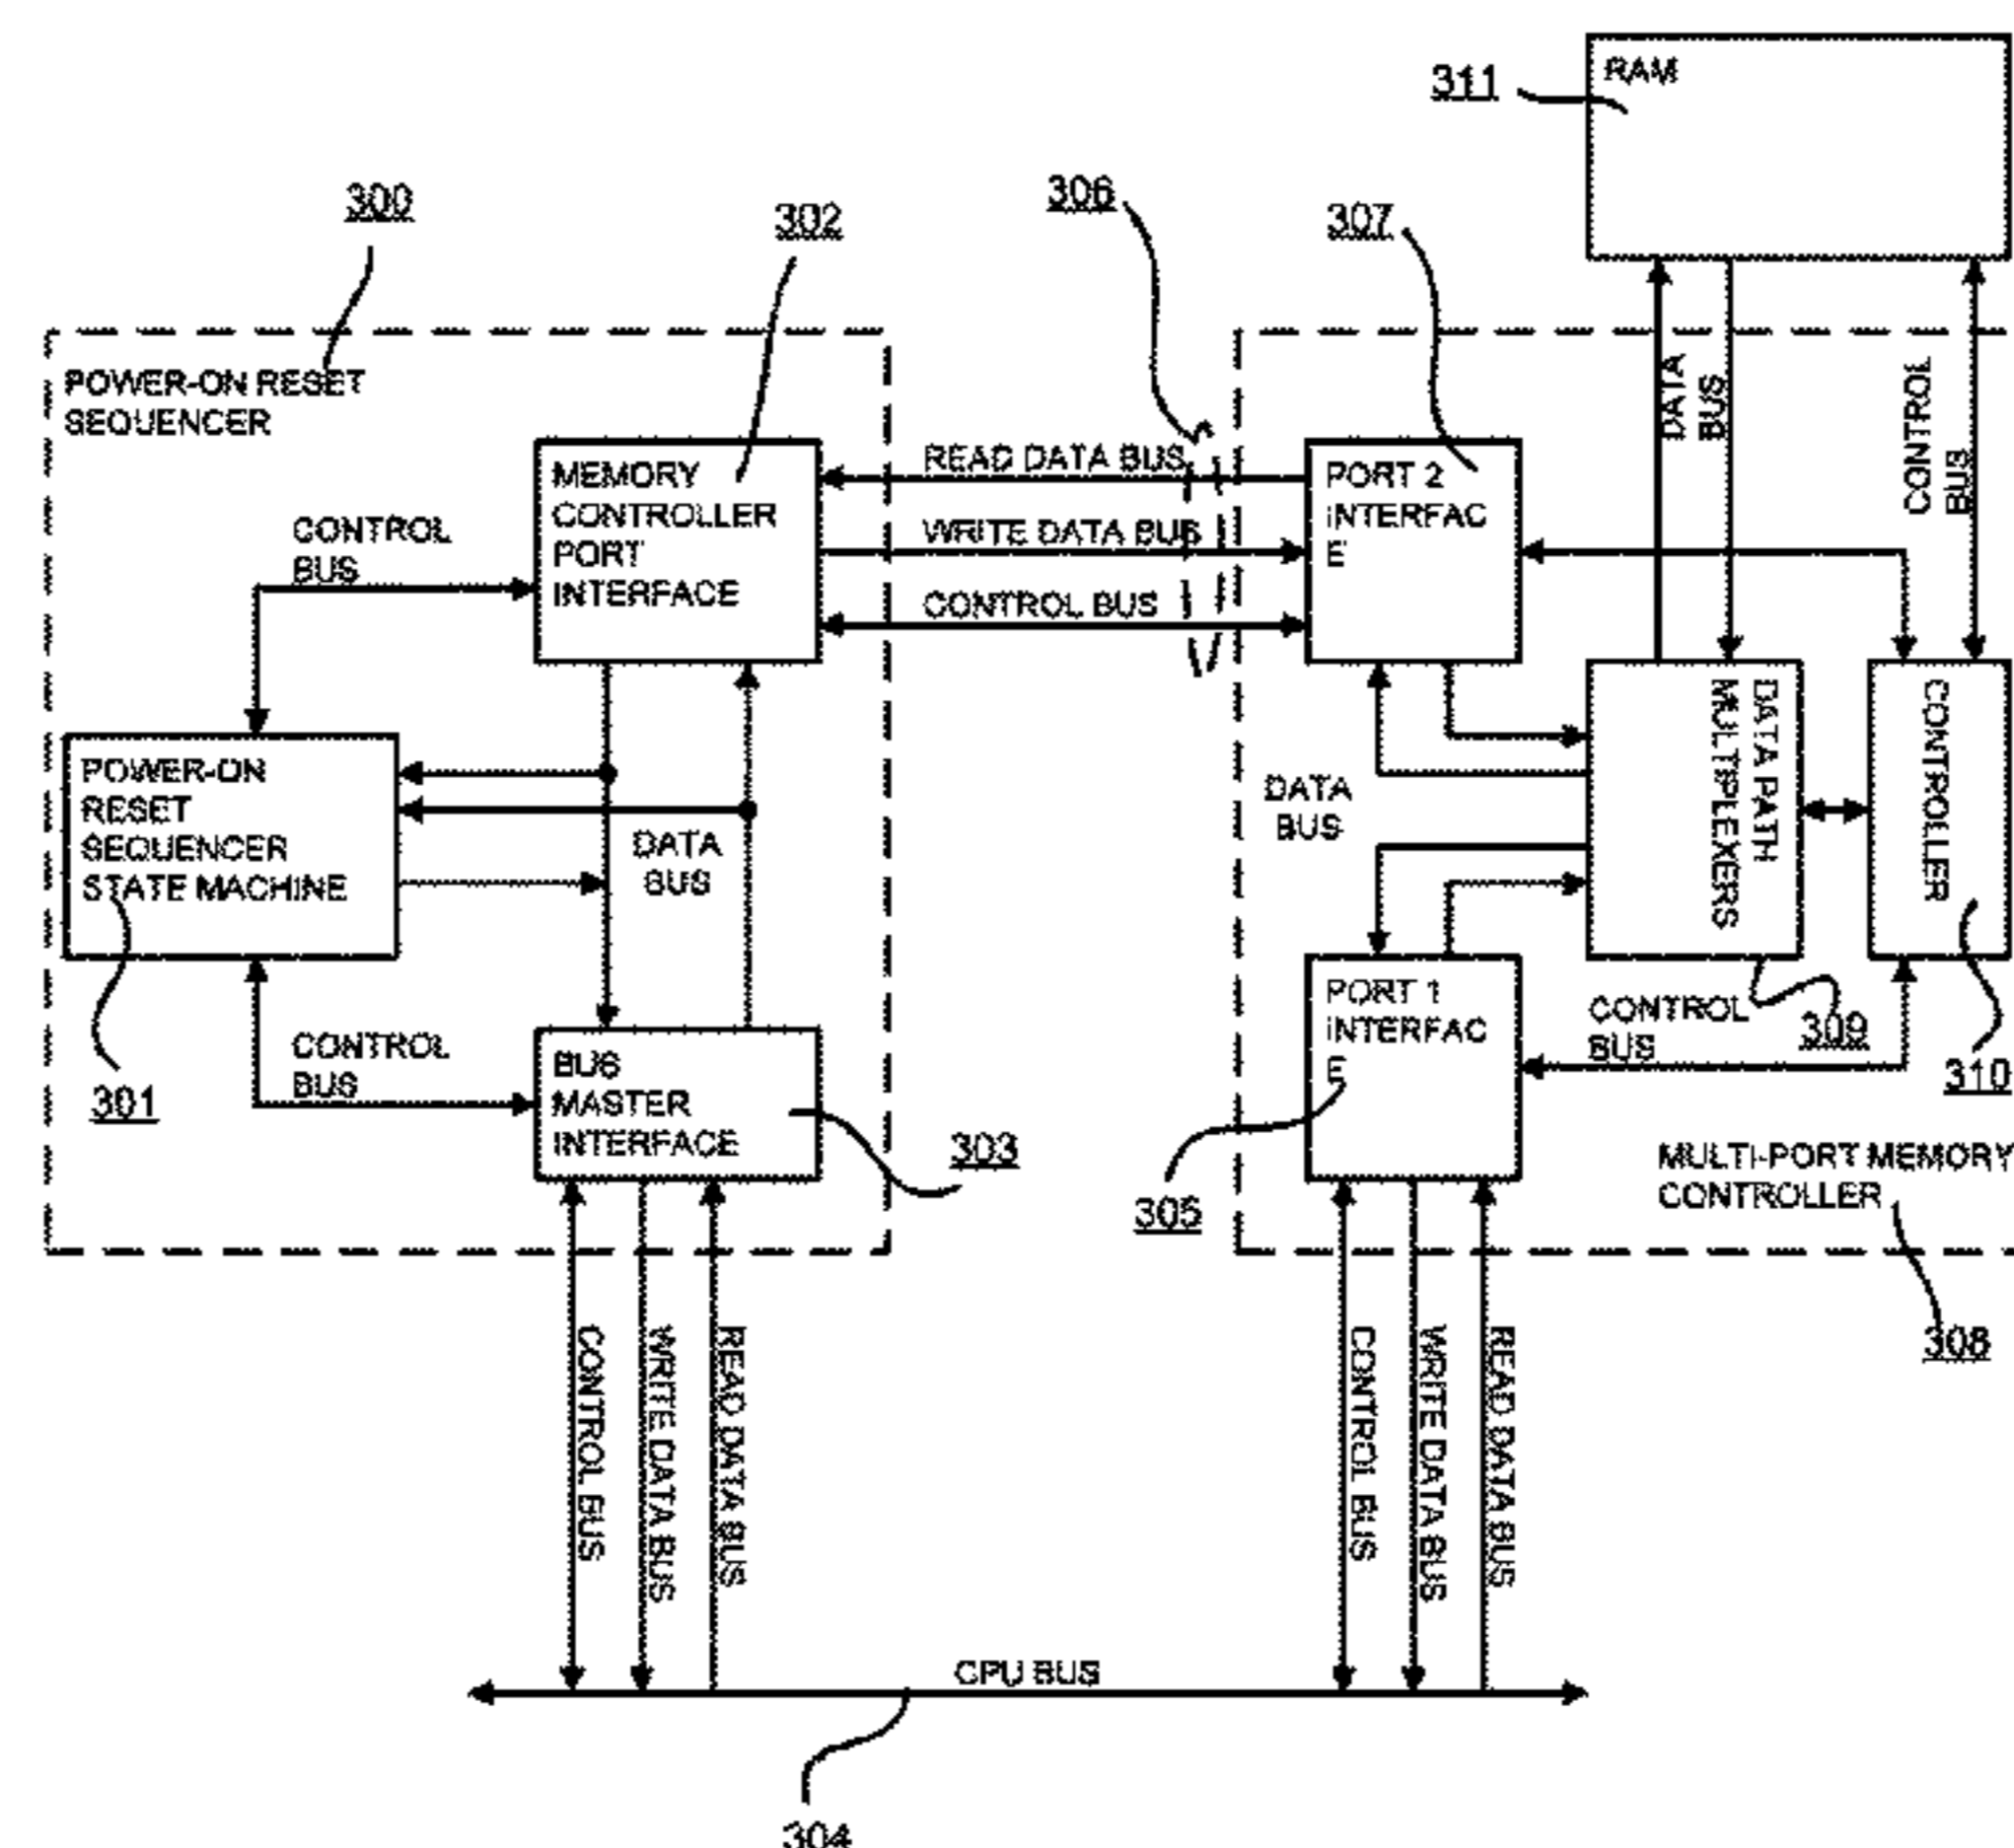 RAM
311
300
302
306
307
POWER-ON RESET
SEQUENCER
MEMORY
CONTROLLER
PORT
INTERFACE
CONTROL
BUS
READ DATA BUS
WRITE DATA BUS
CONTROL BUS
PORT 2
INTERFAC
E
DATA
BUS
CONTROL
BUS
POWER-ON
RESET
SEQUENCER
STATE MACHINE
DATA
BUS
DATA
BUS
DATA PATH
MULTIPLEXERS
CONTROLLER
301
CONTROL
BUS
BUS
MASTER
INTERFACE
303
PORT 1
INTERFAC
E
305
CONTROL
BUS
309
310
MULTI-PORT MEMORY
CONTROLLER
308
CONTROL BUS
WRITE DATA BUS
READ DATA BUS
CONTROL BUS
WRITE DATA BUS
READ DATA BUS
CPU BUS
304